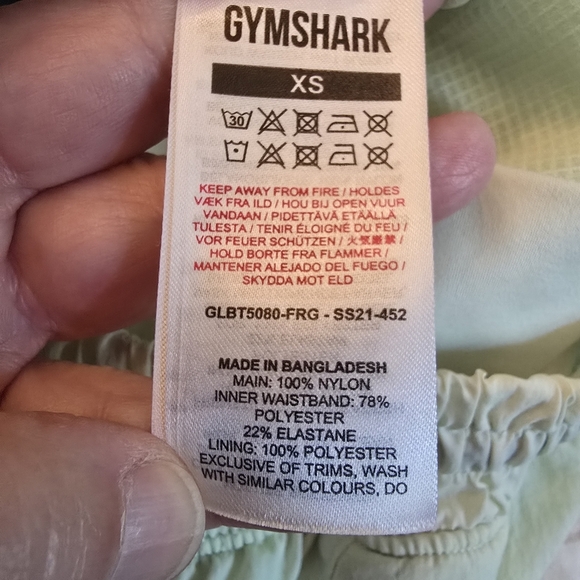 GYMSHARK
XS
30
KEEP AWAY FROM FIRE / HOLDES
VÆK FRA ILD / HOU BIJ OPEN VUUR
VANDAAN / PIDETTÄVÄ ETÄÄLLÄ
TULESTA / TENIR ÉLOIGNÉ DU FEU /
VOR FEUER SCHÜTZEN / 火気厳禁 /
HOLD BORTE FRA FLAMMER /
MANTENER ALEJADO DEL FUEGO /
SKYDDA MOT ELD
GLBT5080-FRG - SS21-452
MADE IN BANGLADESH
MAIN: 100% NYLON
INNER WAISTBAND: 78%
POLYESTER
22% ELASTANE
LINING: 100% POLYESTER
EXCLUSIVE OF TRIMS, WASH
WITH SIMILAR COLOURS, DO